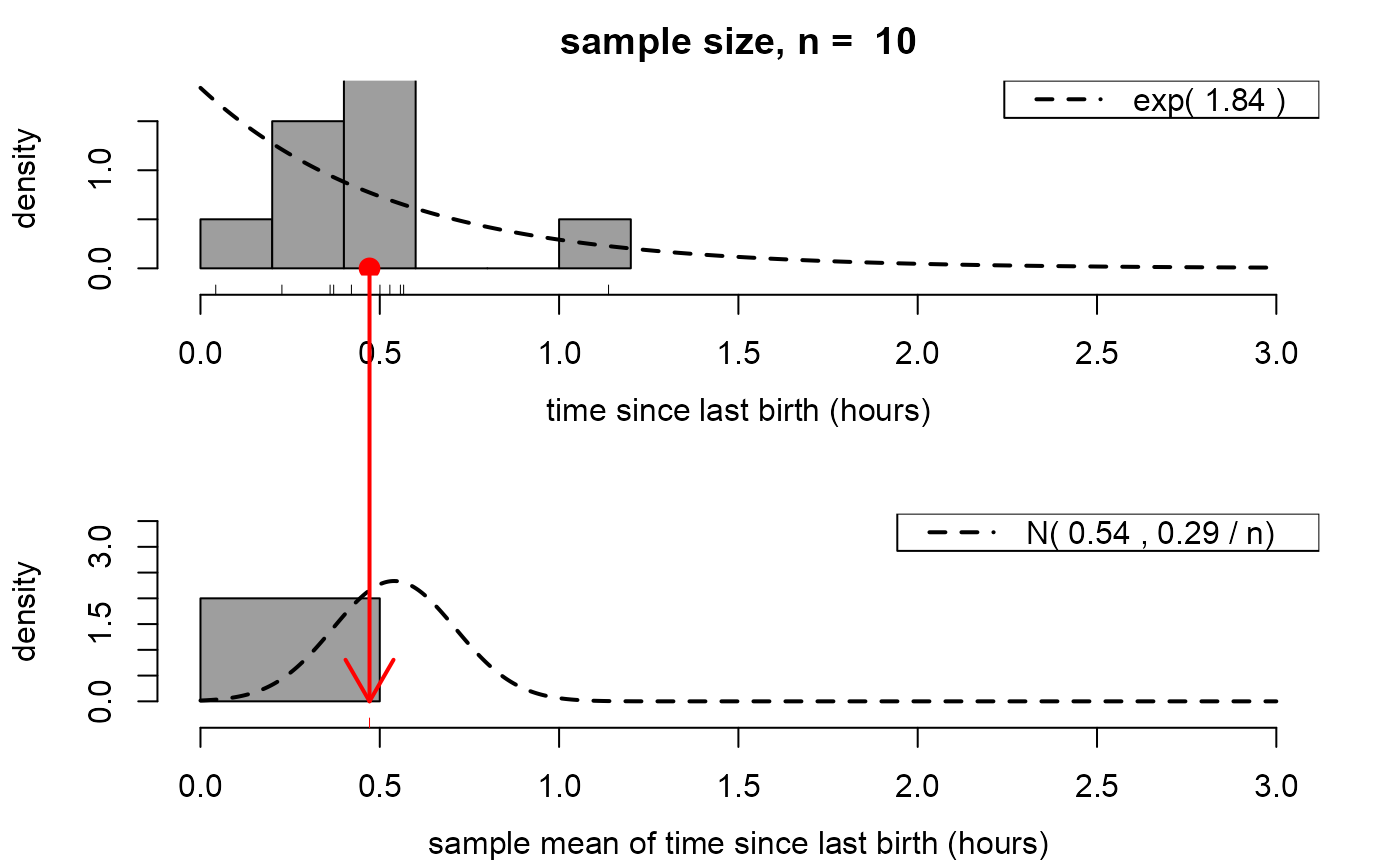 sample size, n = 10
density
1.0
0.0
exp( 1.84 )
0.0 0.5 1.0 1.5 2.0 2.5 3.0
time since last birth (hours)
density
3.0
1.5
0.0
N( 0.54 , 0.29 / n)
0.0 0.5 1.0 1.5 2.0 2.5 3.0
sample mean of time since last birth (hours)